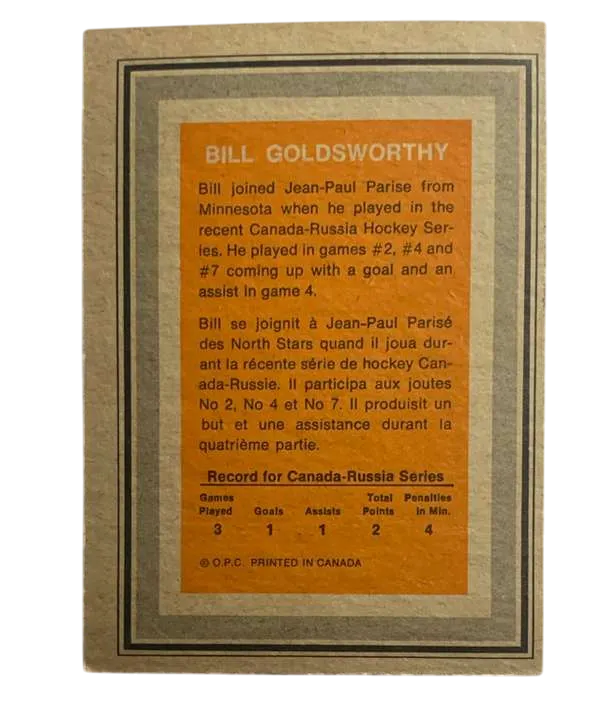 BILL GOLDSWORTHY
Bill joined Jean-Paul Parise from
Minnesota when he played in the
recent Canada-Russia Hockey Ser-
ies. He played in games #2, #4 and
#7 coming up with a goal and an
assist in game 4.
Bill se joignit à Jean-Paul Parisé
des North Stars quand il joua dur-
ant la récente série de hockey Can-
ada-Russie. Il participa aux joutes
No 2, No 4 et No 7. Il produisit un
but et une assistance durant la
quatrième partie.
Record for Canada-Russia Series
Games Total Penalties
Played Goals Assists Points in Min.
3 1 1 2 4
© O.P.C. PRINTED IN CANADA